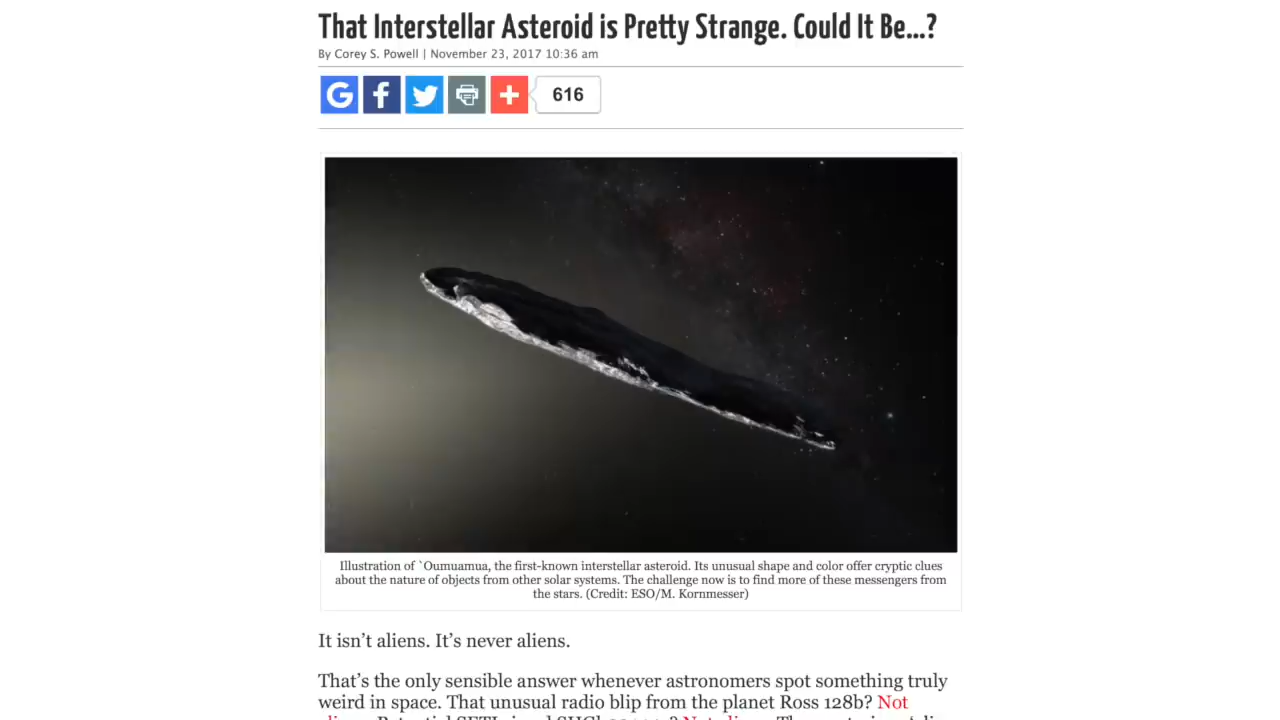 That Interstellar Asteroid is Pretty Strange. Could It Be...?
By Corey S. Powell | November 23, 2017 10:36 am
616
Illustration of `Oumuamua, the first-known interstellar asteroid. Its unusual shape and color offer cryptic clues
about the nature of objects from other solar systems. The challenge now is to find more of these messengers from
the stars. (Credit: ESO/M. Kornmesser)
It isn’t aliens. It’s never aliens.
That’s the only sensible answer whenever astronomers spot something truly
weird in space. That unusual radio blip from the planet Ross 128b? Not